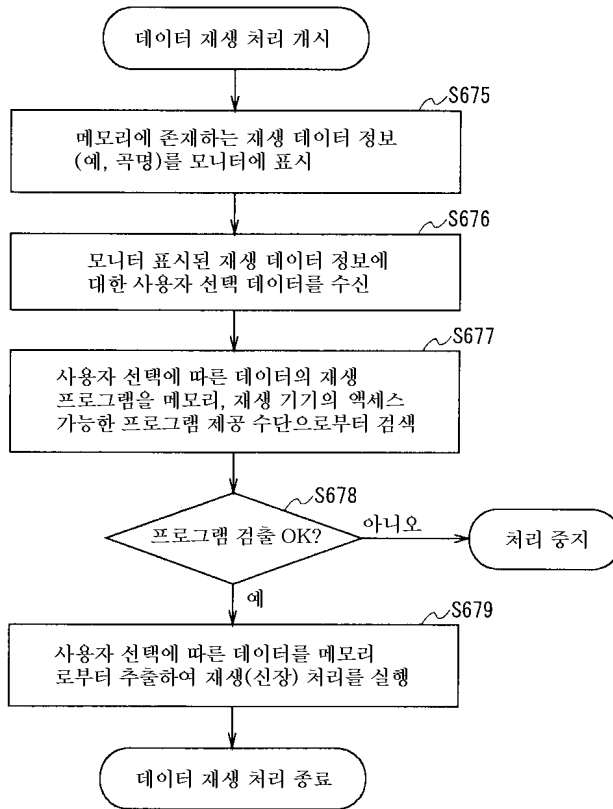 데이터 재생 처리 개시
S675
메모리에 존재하는 재생 데이터 정보
(예, 곡명)를 모니터에 표시
S676
모니터 표시된 재생 데이터 정보에
대한 사용자 선택 데이터를 수신
S677
사용자 선택에 따른 데이터의 재생
프로그램을 메모리, 재생 기기의 액세스
가능한 프로그램 제공 수단으로부터 검색
S678
프로그램 검출 OK?
아니오
처리 중지
예
S679
사용자 선택에 따른 데이터를 메모리
로부터 추출하여 재생(신장) 처리를 실행
데이터 재생 처리 종료